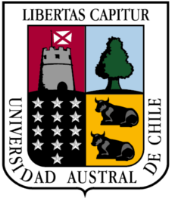 LIBERTAS CAPITUR
UNIVERSIDAD AUSTRAL DE CHILE